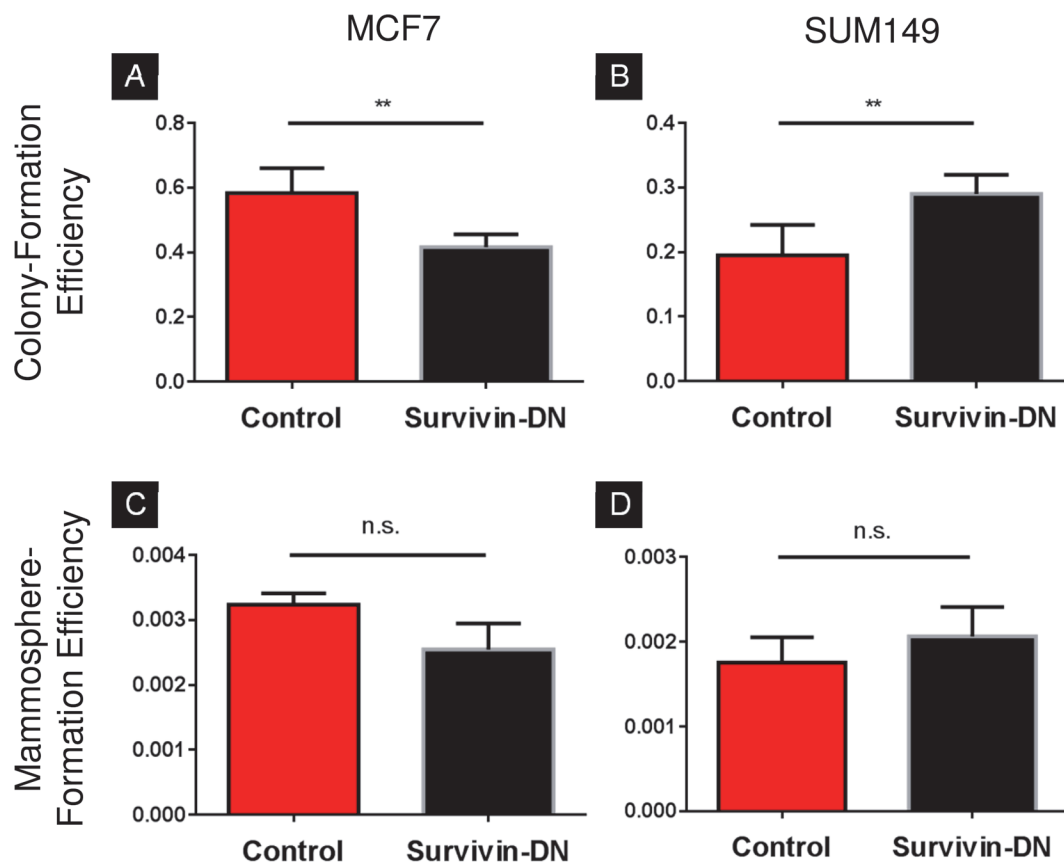 MCF7
SUM149
A
B
**
**
Colony-Formation
Efficiency
0.8
0.6
0.4
0.2
0.0
0.4
0.3
0.2
0.1
0.0
Control
Survivin-DN
Control
Survivin-DN
C
D
n.s.
n.s.
Mammosphere-
Formation Efficiency
0.004
0.003
0.002
0.001
0.000
0.003
0.002
0.001
0.000
Control
Survivin-DN
Control
Survivin-DN